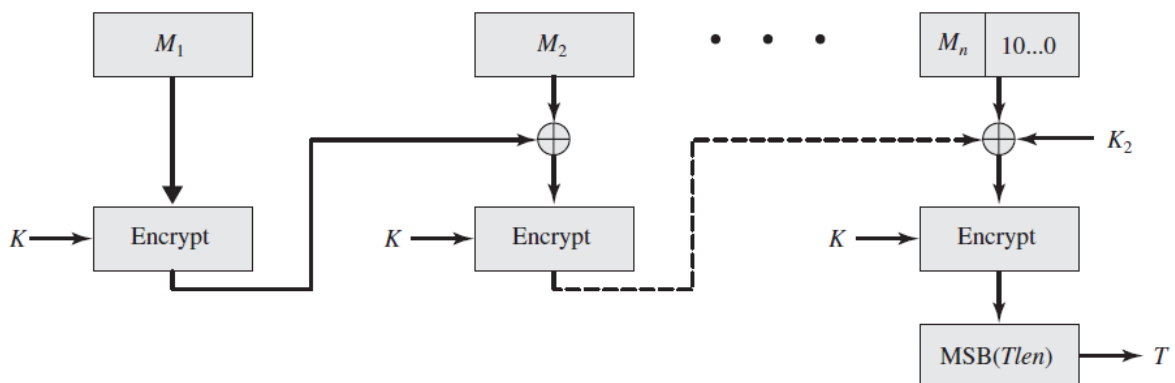 M₁ M₂ • • • Mₙ 10...0
K₂
K Encrypt K Encrypt K Encrypt
MSB(Tlen) T